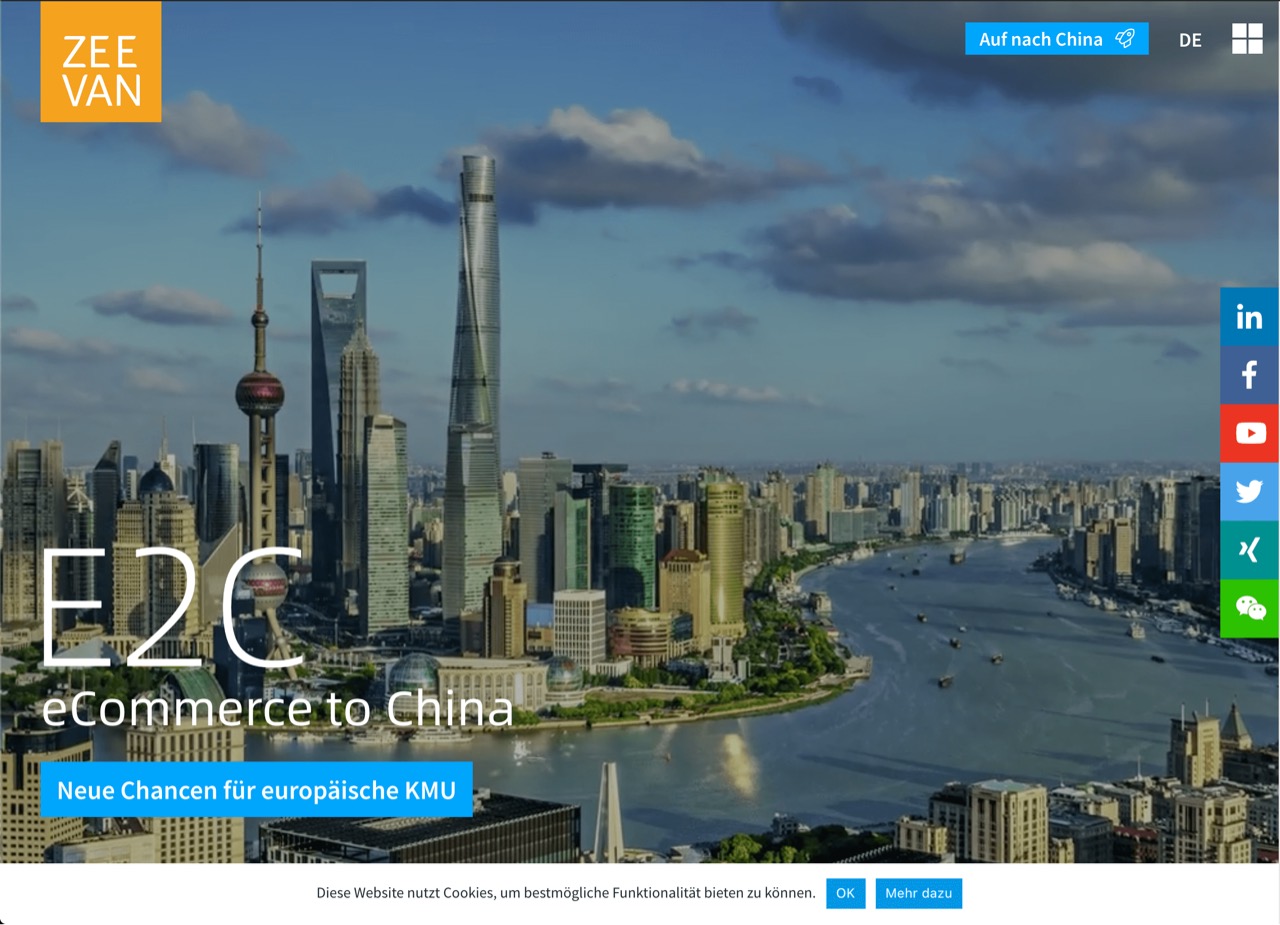 ZEE
VAN
Auf nach China
DE
E2C
eCommerce to China
Neue Chancen für europäische KMU
in
f
Diese Website nutzt Cookies, um bestmögliche Funktionalität bieten zu können.
OK
Mehr dazu